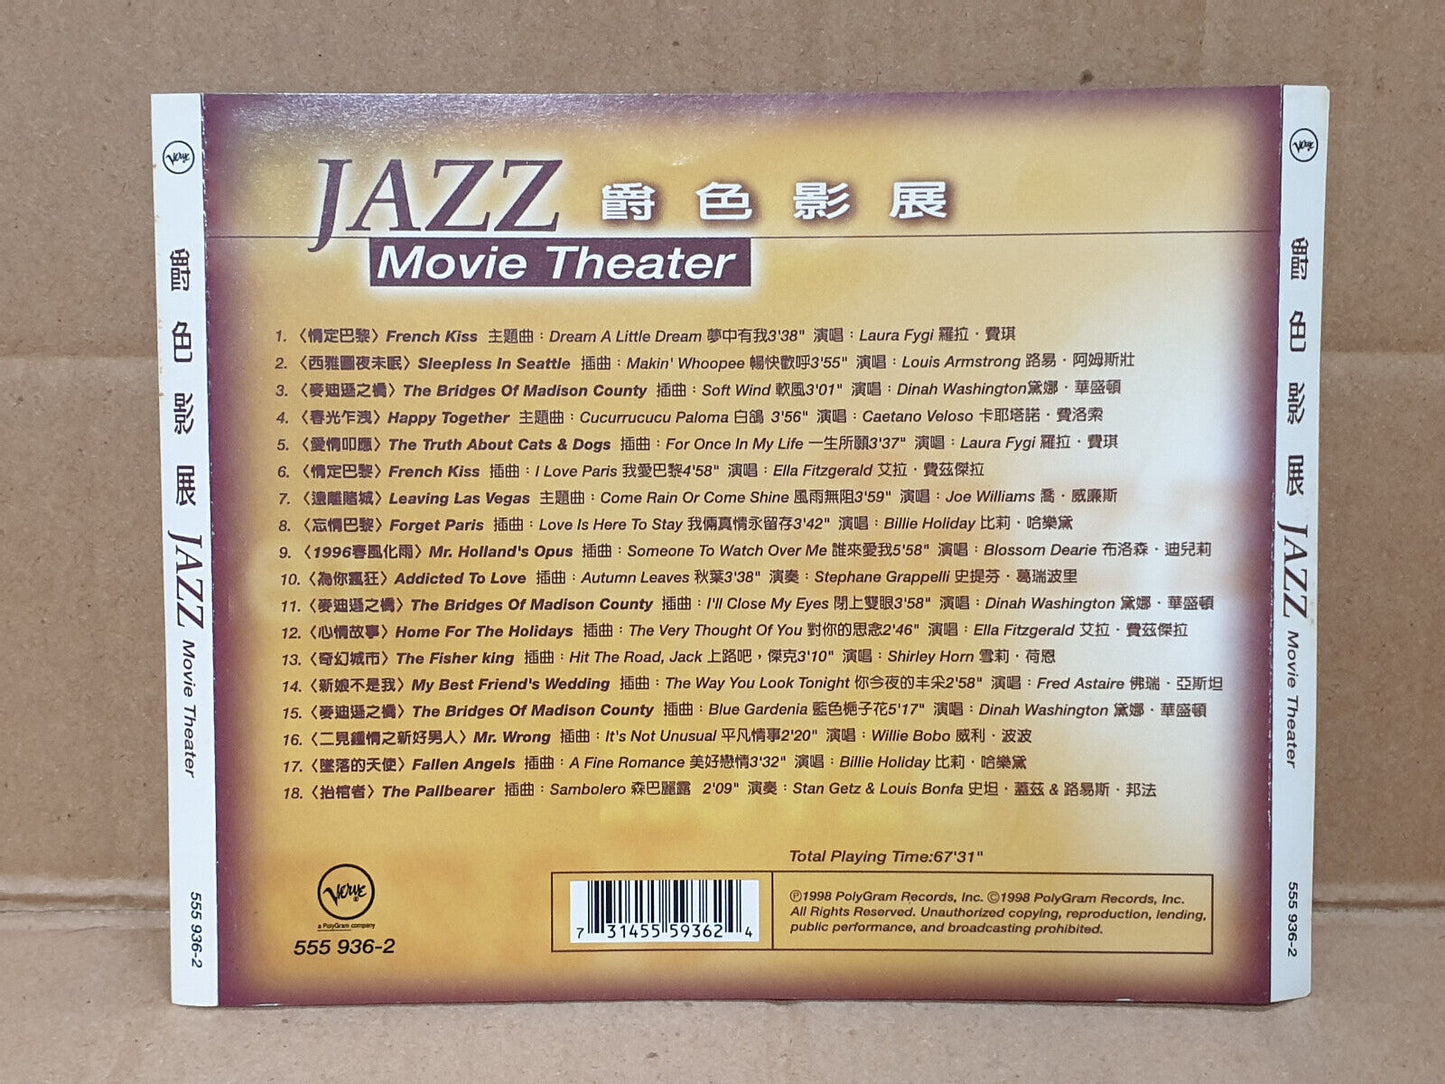 JAZZ 爵色影展
Movie Theater
1. 〈情定巴黎〉French Kiss 主題曲：Dream A Little Dream 夢中有我3'38" 演唱：Laura Fygi 羅拉・費琪
2. 〈西雅圖夜未眠〉Sleepless In Seattle 插曲：Makin' Whoopee 暢快歡呼3'55" 演唱：Louis Armstrong 路易・阿姆斯壯
3. 〈麥迪遜之橋〉The Bridges Of Madison County 插曲：Soft Wind 軟風3'01" 演唱：Dinah Washington黛娜・華盛頓
4. 〈春光乍洩〉Happy Together 主題曲：Cucurrucucu Paloma 白鴿 3'56" 演唱：Caetano Veloso 卡耶塔諾・費洛索
5. 〈愛情叩應〉The Truth About Cats & Dogs 插曲：For Once In My Life 一生所願3'37" 演唱：Laura Fygi 羅拉・費琪
6. 〈情定巴黎〉French Kiss 插曲：I Love Paris 我愛巴黎4'58" 演唱：Ella Fitzgerald 艾拉・費茲傑拉
7. 〈遠離賭城〉Leaving Las Vegas 主題曲：Come Rain Or Come Shine 風雨無阻3'59" 演唱：Joe Williams 喬・威廉斯
8. 〈忘情巴黎〉Forget Paris 插曲：Love Is Here To Stay 我倆真情永留存3'42" 演唱：Billie Holiday 比莉・哈樂黛
9. 〈1996春風化雨〉Mr. Holland's Opus 插曲：Someone To Watch Over Me 誰來愛我5'58" 演唱：Blossom Dearie 布洛森・迪兒莉
10. 〈為你瘋狂〉Addicted To Love 插曲：Autumn Leaves 秋葉3'38" 演奏：Stephane Grappelli 史提芬・葛瑞波里
11. 〈麥迪遜之橋〉The Bridges Of Madison County 插曲：I'll Close My Eyes 閉上雙眼3'58" 演唱：Dinah Washington 黛娜・華盛頓
12. 〈心情故事〉Home For The Holidays 插曲：The Very Thought Of You 對你的思念2'46" 演唱：Ella Fitzgerald 艾拉・費茲傑拉
13. 〈奇幻城市〉The Fisher king 插曲：Hit The Road, Jack 上路吧，傑克3'10" 演唱：Shirley Horn 雪莉・荷恩
14. 〈新娘不是我〉My Best Friend's Wedding 插曲：The Way You Look Tonight 你今夜的丰采2'58" 演唱：Fred Astaire 佛瑞・亞斯坦
15. 〈麥迪遜之橋〉The Bridges Of Madison County 插曲：Blue Gardenia 藍色梔子花5'17" 演唱：Dinah Washington 黛娜・華盛頓
16. 〈二見鍾情之新好男人〉Mr. Wrong 插曲：It's Not Unusual 平凡情事2'20" 演唱：Willie Bobo 威利・波波
17. 〈墜落的天使〉Fallen Angels 插曲：A Fine Romance 美好戀情3'32" 演唱：Billie Holiday 比莉・哈樂黛
18. 〈抬棺者〉The Pallbearer 插曲：Sambolero 森巴麗露 2'09" 演奏：Stan Getz & Louis Bonfa 史坦・蓋茲 & 路易斯・邦法
Total Playing Time:67'31"
Verve
a PolyGram company
555 936-2
7 31455 59362 4
Ⓟ1998 PolyGram Records, Inc. Ⓒ1998 PolyGram Records, Inc.
All Rights Reserved. Unauthorized copying, reproduction, lending,
public performance, and broadcasting prohibited.
Verve 爵色影展 JAZZ Movie Theater 555 936-2
Verve 爵色影展 JAZZ Movie Theater 555 936-2